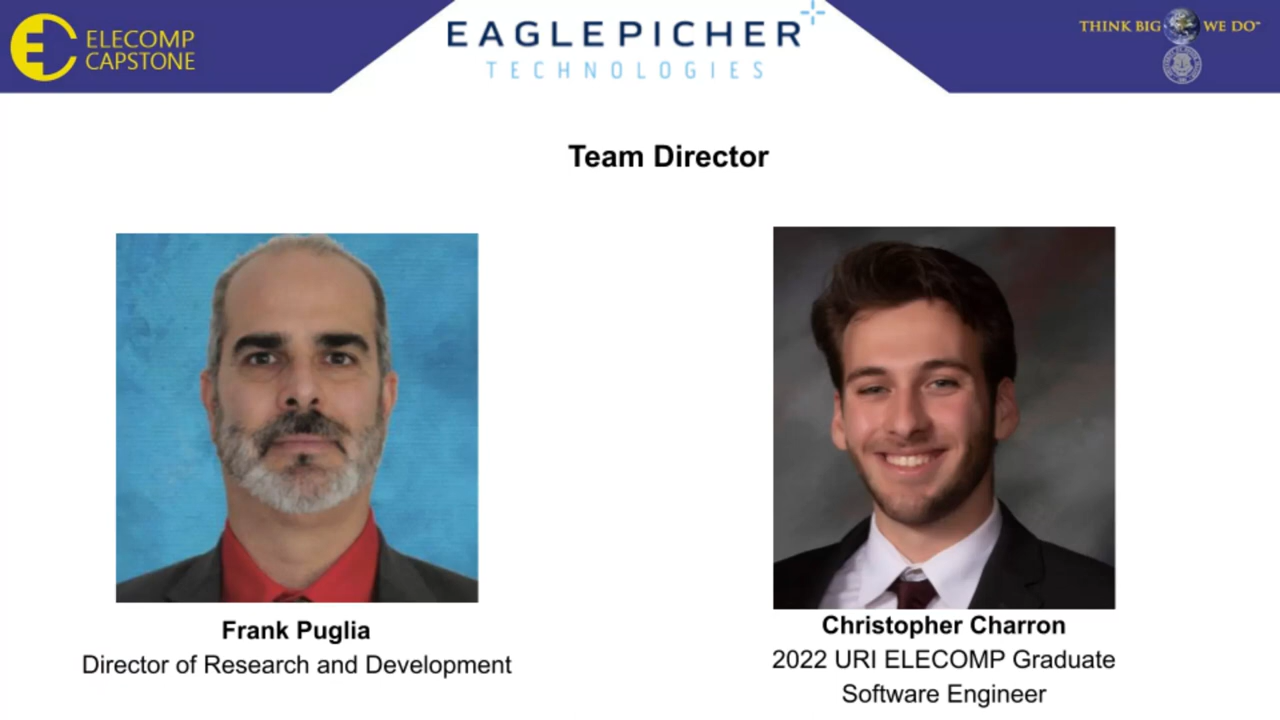 ELECOMP
CAPSTONE
EAGLEPICHER
TECHNOLOGIES
THINK BIG WE DO
Team Director
Frank Puglia
Director of Research and Development
Christopher Charron
2022 URI ELECOMP Graduate
Software Engineer